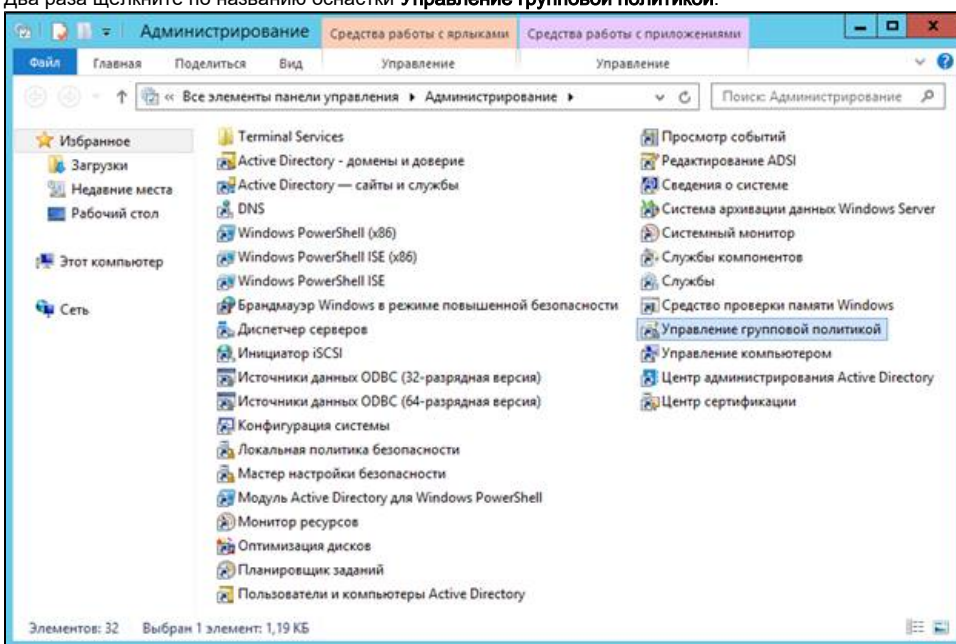 Два раза щелкните по названию оснастки Управление групповой политикой.
Администрирование
Средства работы с ярлыками
Средства работы с приложениями
Файл
Главная
Поделиться
Вид
Управление
Управление
« Все элементы панели управления ▸ Администрирование ▸
Поиск: Администрирование
Избранное
Загрузки
Недавние места
Рабочий стол
Этот компьютер
Сеть
Terminal Services
Active Directory - домены и доверие
Active Directory — сайты и службы
DNS
Windows PowerShell (x86)
Windows PowerShell ISE (x86)
Windows PowerShell ISE
Брандмауэр Windows в режиме повышенной безопасности
Диспетчер серверов
Инициатор iSCSI
Источники данных ODBC (32-разрядная версия)
Источники данных ODBC (64-разрядная версия)
Конфигурация системы
Локальная политика безопасности
Мастер настройки безопасности
Модуль Active Directory для Windows PowerShell
Монитор ресурсов
Оптимизация дисков
Планировщик заданий
Пользователи и компьютеры Active Directory
Просмотр событий
Редактирование ADSI
Сведения о системе
Система архивации данных Windows Server
Системный монитор
Службы компонентов
Службы
Средство проверки памяти Windows
Управление групповой политикой
Управление компьютером
Центр администрирования Active Directory
Центр сертификации
Элементов: 32
Выбран 1 элемент: 1,19 КБ